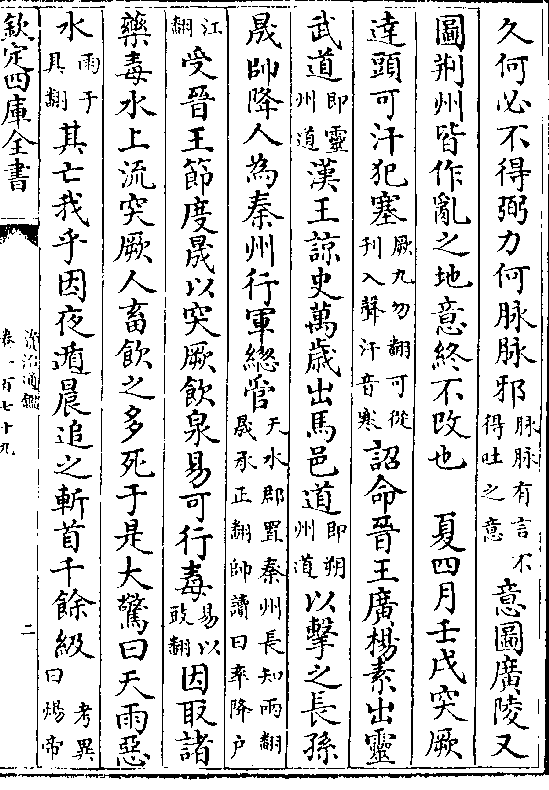 久何必不得弼力何脉脉邪脉脉有言不得吐之意意圖廣陵又
圖荆州皆作亂之地意終不改也　夏四月壬戌突厥
達頭可汗犯塞厥九勿翻可從刋入聲汗音寒詔命晉王廣楊素出靈
武道即靈州道漢王諒史萬歳出馬邑道即朔州道以擊之長孫
晟帥降人為秦州行軍總管天水郡置秦州長知兩翻晟承正翻帥讀曰率降户
江翻受晉王節度晟以突厥飲泉易可行毒易以豉翻因取諸
藥毒水上流突厥人畜飲之多死于是大驚曰天雨惡
水雨于具翻其亡我乎因夜遁晨追之斬首千餘級考異曰煬帝
欽定四庫全書
資治通鑑
卷一百七十九
二